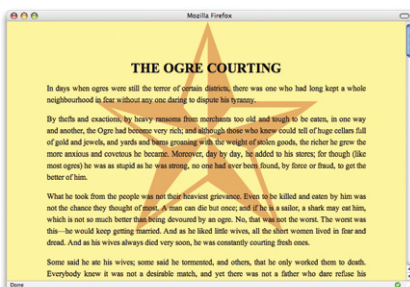 Mozilla Firefox
THE OGRE COURTING
In days when ogres were still the terror of certain districts, there was one who had long kept a whole
neighbourhood in fear without any one daring to dispute his tyranny.
By thefts and exactions, by heavy ransoms from merchants too old and tough to be eaten, in one way
and another, the Ogre had become very rich; and although those who knew could tell of huge cellars full
of gold and jewels, and yards and barns groaning with the weight of stolen goods, the richer he grew the
more anxious and covetous he became. Moreover, day by day, he added to his stores; for though (like
most ogres) he was as stupid as he was strong, no one had ever been found, by force or fraud, to get the
better of him.
What he took from the people was not their heaviest grievance. Even to be killed and eaten by him was
not the chance they thought of most. A man can die but once; and if he is a sailor, a shark may eat him,
which is not so much better than being devoured by an ogre. No, that was not the worst. The worst was
this—he would keep getting married. And as he liked little wives, all the short women lived in fear and
dread. And as his wives always died very soon, he was constantly courting fresh ones.
Some said he ate his wives; some said he tormented, and others, that he only worked them to death.
Everybody knew it was not a desirable match, and yet there was not a father who dare refuse his
Done